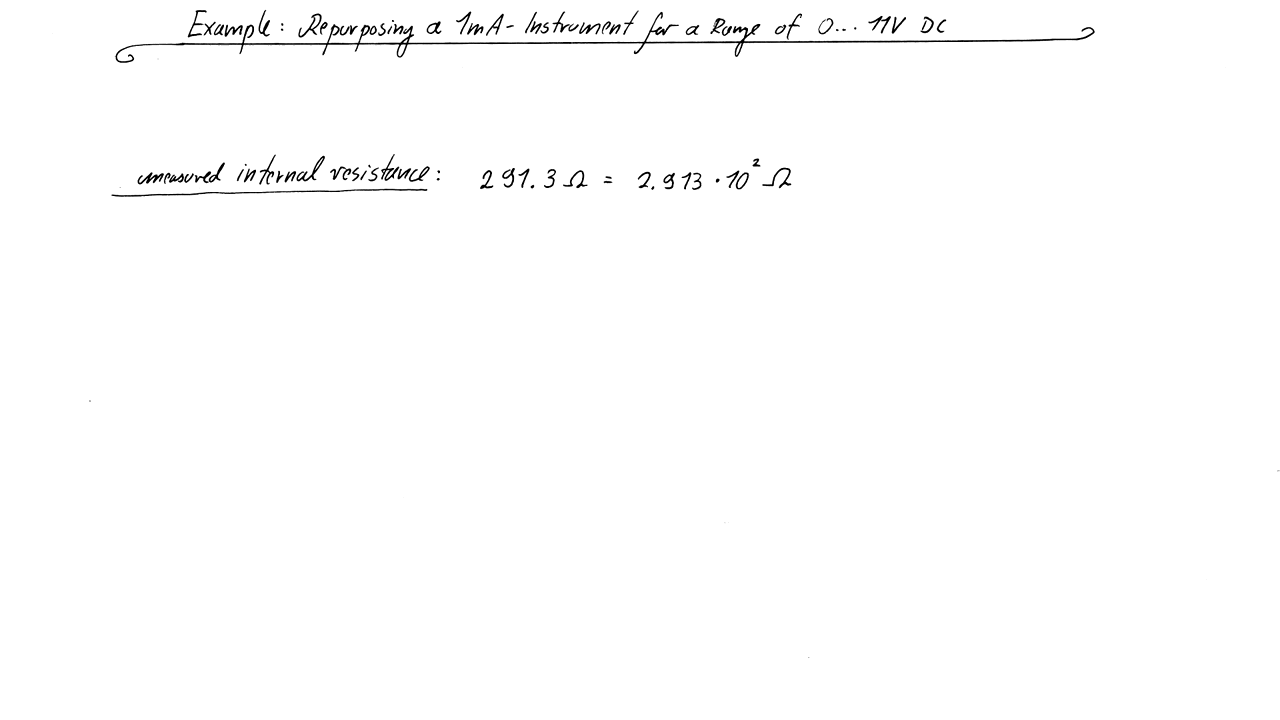 Example: Repurposing a 1mA-Instrument for a Range of 0... 11V DC
measured internal resistance: 291.3 Ω = 2.913 · 10² Ω